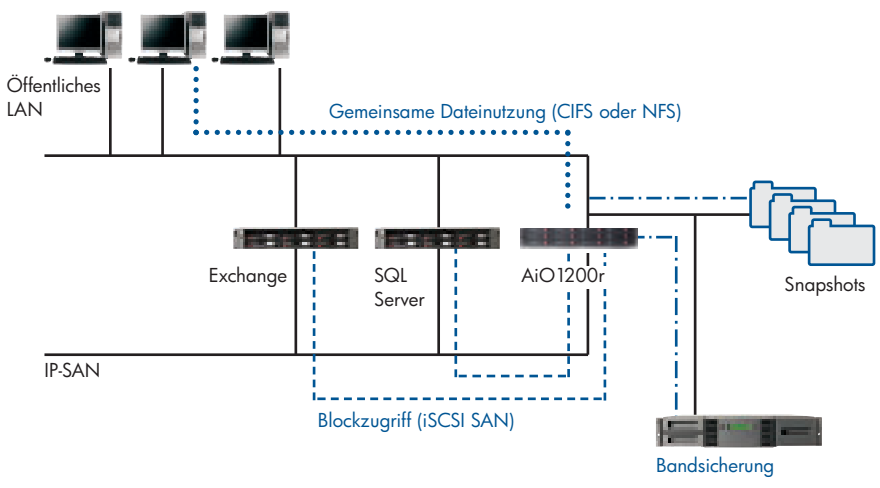 Öffentliches
LAN
Gemeinsame Dateinutzung (CIFS oder NFS)
Exchange
SQL
Server
AiO1200r
Snapshots
IP-SAN
Blockzugriff (iSCSI SAN)
Bandsicherung